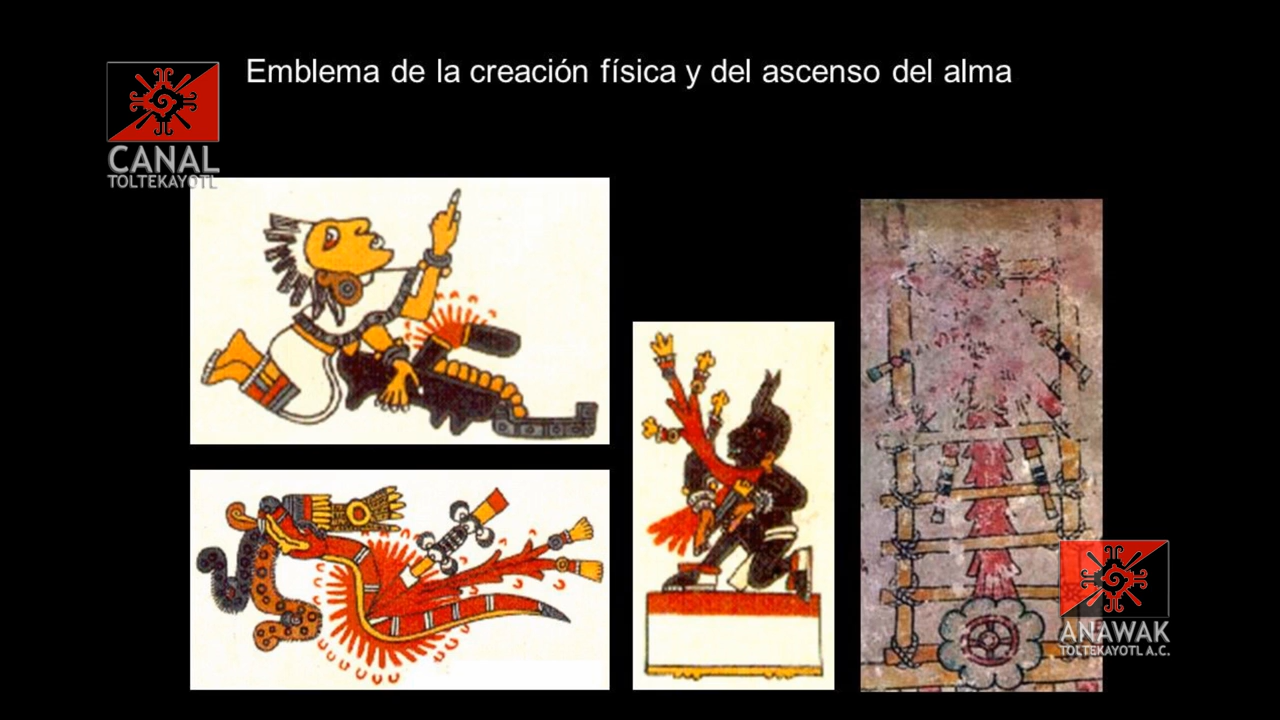 Emblema de la creación física y del ascenso del alma
CANAL
TOLTEKAYOTL
ANAWAK
TOLTEKAYOTL A.C.